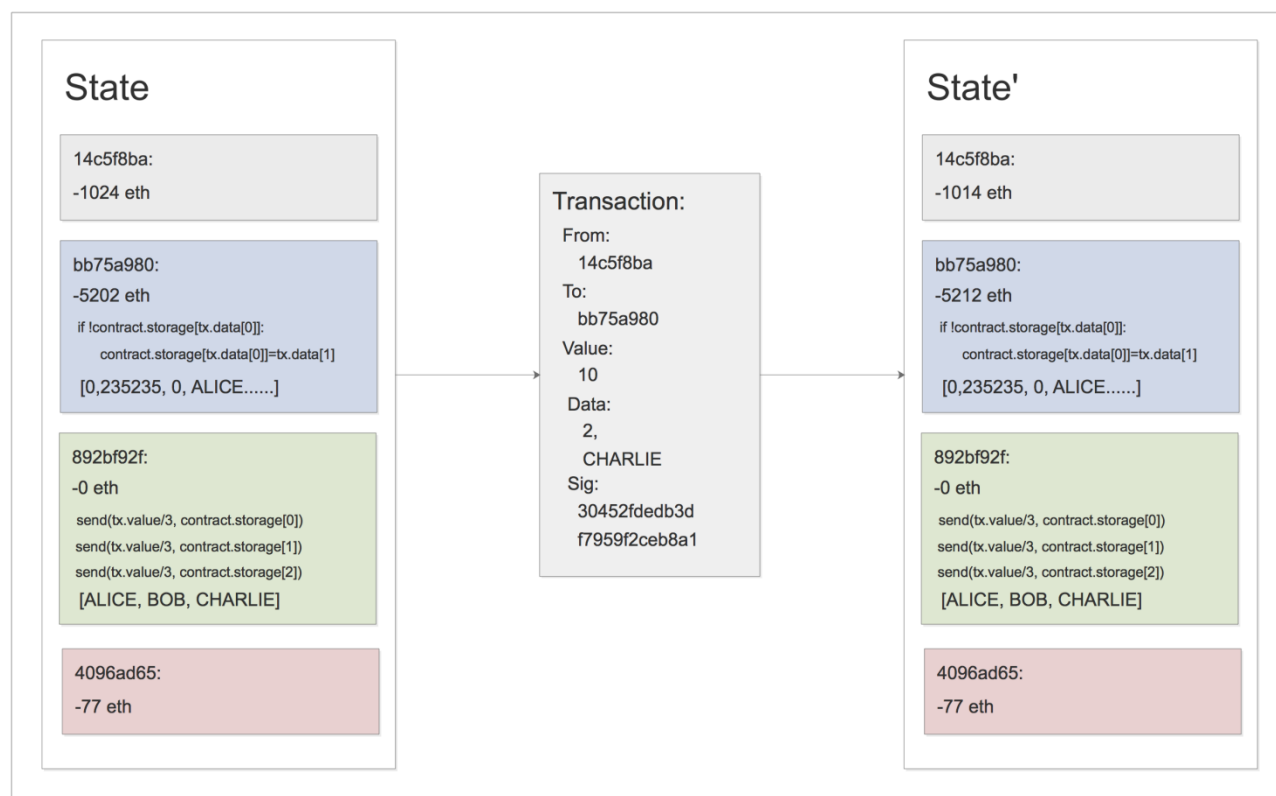 State
14c5f8ba:
-1024 eth
bb75a980:
-5202 eth
if !contract.storage[tx.data[0]]:
contract.storage[tx.data[0]]=tx.data[1]
[0,235235, 0, ALICE......]
892bf92f:
-0 eth
send(tx.value/3, contract.storage[0])
send(tx.value/3, contract.storage[1])
send(tx.value/3, contract.storage[2])
[ALICE, BOB, CHARLIE]
4096ad65:
-77 eth
Transaction:
From:
14c5f8ba
To:
bb75a980
Value:
10
Data:
2,
CHARLIE
Sig:
30452fdedb3d
f7959f2ceb8a1
State'
14c5f8ba:
-1014 eth
bb75a980:
-5212 eth
if !contract.storage[tx.data[0]]:
contract.storage[tx.data[0]]=tx.data[1]
[0,235235, 0, ALICE......]
892bf92f:
-0 eth
send(tx.value/3, contract.storage[0])
send(tx.value/3, contract.storage[1])
send(tx.value/3, contract.storage[2])
[ALICE, BOB, CHARLIE]
4096ad65:
-77 eth